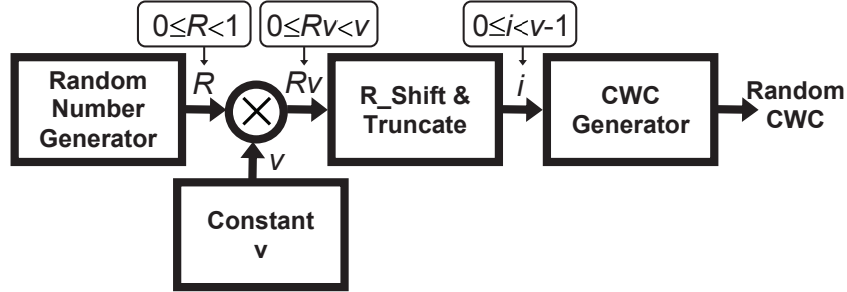 0≤R<1
0≤Rv<v
0≤i<v-1
Random
Number
Generator
R
Rv
R_Shift &
Truncate
i
CWC
Generator
Random
CWC
v
Constant
v